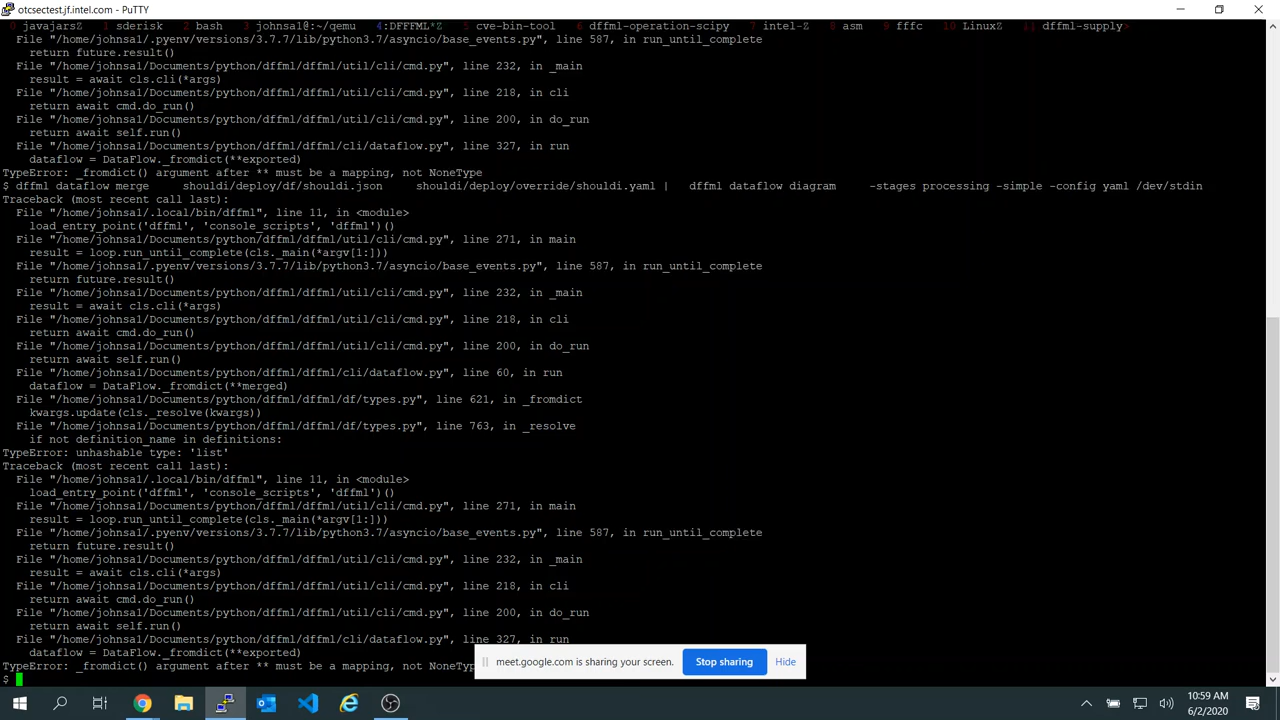 otcsectest.jf.intel.com - PuTTY
0 javajarsZ 1 sderisk 2 bash 3 johnsa1@:~/qemu 4:DFFFML*Z 5 cve-bin-tool 6 dffml-operation-scipy 7 intel-Z 8 asm 9 fffc 10 LinuxZ 11 dffml-supply>
File "/home/johnsa1/.pyenv/versions/3.7.7/lib/python3.7/asyncio/base_events.py", line 587, in run_until_complete
return future.result()
File "/home/johnsa1/Documents/python/dffml/dffml/util/cli/cmd.py", line 232, in _main
result = await cls.cli(*args)
File "/home/johnsa1/Documents/python/dffml/dffml/util/cli/cmd.py", line 218, in cli
return await cmd.do_run()
File "/home/johnsa1/Documents/python/dffml/dffml/util/cli/cmd.py", line 200, in do_run
return await self.run()
File "/home/johnsa1/Documents/python/dffml/dffml/cli/dataflow.py", line 327, in run
dataflow = DataFlow._fromdict(**exported)
TypeError: _fromdict() argument after ** must be a mapping, not NoneType
$ dffml dataflow merge shouldi/deploy/df/shouldi.json shouldi/deploy/override/shouldi.yaml | dffml dataflow diagram -stages processing -simple -config yaml /dev/stdin
Traceback (most recent call last):
File "/home/johnsa1/.local/bin/dffml", line 11, in <module>
load_entry_point('dffml', 'console_scripts', 'dffml')()
File "/home/johnsa1/Documents/python/dffml/dffml/util/cli/cmd.py", line 271, in main
result = loop.run_until_complete(cls._main(*argv[1:]))
File "/home/johnsa1/.pyenv/versions/3.7.7/lib/python3.7/asyncio/base_events.py", line 587, in run_until_complete
return future.result()
File "/home/johnsa1/Documents/python/dffml/dffml/util/cli/cmd.py", line 232, in _main
result = await cls.cli(*args)
File "/home/johnsa1/Documents/python/dffml/dffml/util/cli/cmd.py", line 218, in cli
return await cmd.do_run()
File "/home/johnsa1/Documents/python/dffml/dffml/util/cli/cmd.py", line 200, in do_run
return await self.run()
File "/home/johnsa1/Documents/python/dffml/dffml/cli/dataflow.py", line 60, in run
dataflow = DataFlow._fromdict(**merged)
File "/home/johnsa1/Documents/python/dffml/dffml/df/types.py", line 621, in _fromdict
kwargs.update(cls._resolve(kwargs))
File "/home/johnsa1/Documents/python/dffml/dffml/df/types.py", line 763, in _resolve
if not definition_name in definitions:
TypeError: unhashable type: 'list'
Traceback (most recent call last):
File "/home/johnsa1/.local/bin/dffml", line 11, in <module>
load_entry_point('dffml', 'console_scripts', 'dffml')()
File "/home/johnsa1/Documents/python/dffml/dffml/util/cli/cmd.py", line 271, in main
result = loop.run_until_complete(cls._main(*argv[1:]))
File "/home/johnsa1/.pyenv/versions/3.7.7/lib/python3.7/asyncio/base_events.py", line 587, in run_until_complete
return future.result()
File "/home/johnsa1/Documents/python/dffml/dffml/util/cli/cmd.py", line 232, in _main
result = await cls.cli(*args)
File "/home/johnsa1/Documents/python/dffml/dffml/util/cli/cmd.py", line 218, in cli
return await cmd.do_run()
File "/home/johnsa1/Documents/python/dffml/dffml/util/cli/cmd.py", line 200, in do_run
return await self.run()
File "/home/johnsa1/Documents/python/dffml/dffml/cli/dataflow.py", line 327, in run
dataflow = DataFlow._fromdict(**exported)
TypeError: _fromdict() argument after ** must be a mapping, not NoneTyp
meet.google.com is sharing your screen. Stop sharing Hide
$
10:59 AM
6/2/2020